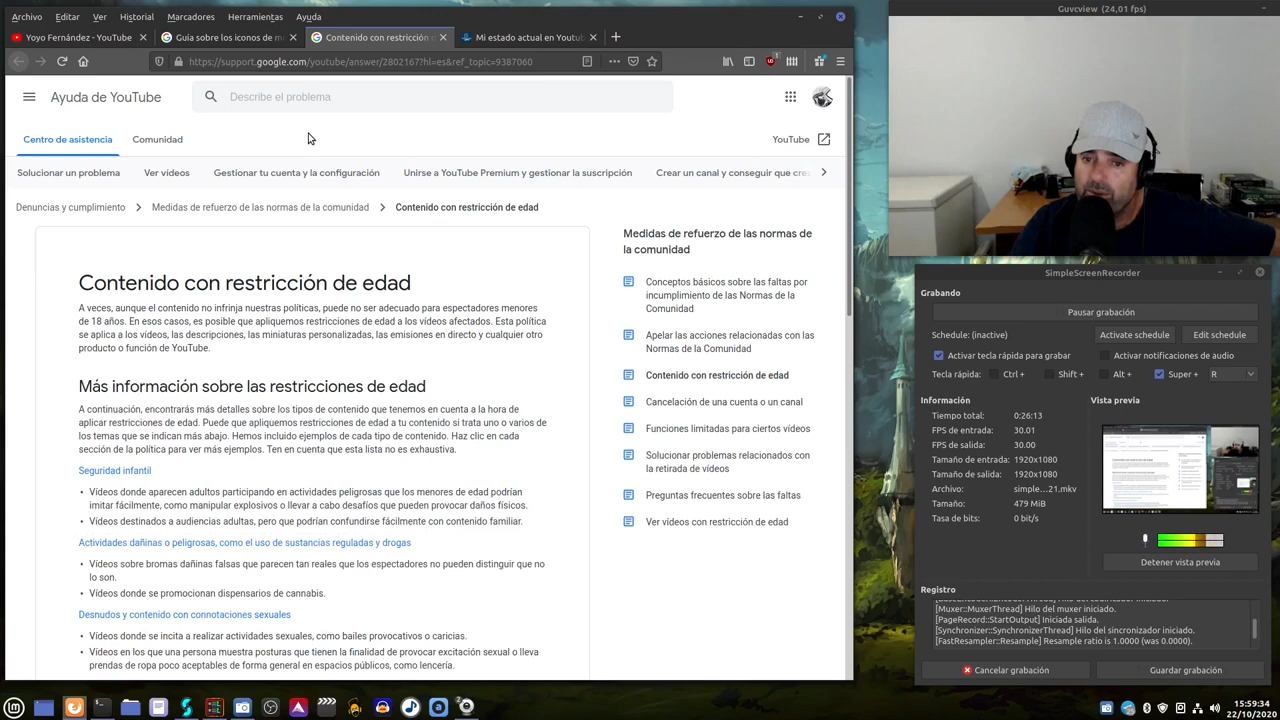 Archivo Editar Ver Historial Marcadores Herramientas Ayuda
Guvcview (24,01 fps)
Yoyo Fernández - YouTube
Guía sobre los iconos de m
Contenido con restricción
Mi estado actual en Youtub
https://support.google.com/youtube/answer/2802167?hl=es&ref_topic=9387060
Ayuda de YouTube
Describe el problema
Centro de asistencia Comunidad
YouTube
Solucionar un problema Ver vídeos Gestionar tu cuenta y la configuración Unirse a YouTube Premium y gestionar la suscripción Crear un canal y conseguir que cre
Denuncias y cumplimiento Medidas de refuerzo de las normas de la comunidad Contenido con restricción de edad
Contenido con restricción de edad
A veces, aunque el contenido no infrinja nuestras políticas, puede no ser adecuado para espectadores menores
de 18 años. En esos casos, es posible que apliquemos restricciones de edad a los vídeos afectados. Esta política
se aplica a los vídeos, las descripciones, las miniaturas personalizadas, las emisiones en directo y cualquier otro
producto o función de YouTube.
Más información sobre las restricciones de edad
A continuación, encontrarás más detalles sobre los tipos de contenido que tenemos en cuenta a la hora de
aplicar restricciones de edad. Puede que apliquemos restricciones de edad a tu contenido si trata uno o varios de
los temas que se indican más abajo. Hemos incluido ejemplos de cada tipo de contenido. Haz clic en cada
sección de la política para ver más ejemplos. Ten en cuenta que esta lista no es exhaustiva.
Seguridad infantil
• Vídeos donde aparecen adultos participando en actividades peligrosas que los menores de edad podrían
imitar fácilmente, como manipular explosivos o llevar a cabo desafíos que pueden provocar daños físicos.
• Vídeos destinados a audiencias adultas, pero que podrían confundirse fácilmente con contenido familiar.
Actividades dañinas o peligrosas, como el uso de sustancias reguladas y drogas
• Vídeos sobre bromas dañinas falsas que parecen tan reales que los espectadores no pueden distinguir que
no lo son.
• Vídeos donde se promocionan dispensarios de cannabis.
Desnudos y contenido con connotaciones sexuales
• Vídeos donde se incita a realizar actividades sexuales, como bailes provocativos o caricias.
• Vídeos en los que una persona muestra posturas que tienen la finalidad de provocar excitación sexual o lleva
prendas de ropa poco aceptables de forma general en espacios públicos, como lencería.
Medidas de refuerzo de las normas de
la comunidad
Conceptos básicos sobre las faltas por
incumplimiento de las Normas de la
Comunidad
Apelar las acciones relacionadas con las
Normas de la Comunidad
Contenido con restricción de edad
Cancelación de una cuenta o un canal
Funciones limitadas para ciertos vídeos
Solucionar problemas relacionados con
la retirada de vídeos
Preguntas frecuentes sobre las faltas
Ver vídeos con restricción de edad
SimpleScreenRecorder
Grabando
Pausar grabación
Schedule: (inactive) Activate schedule Edit schedule
Activar tecla rápida para grabar Activar notificaciones de audio
Tecla rápida: Ctrl + Shift + Alt + Super + R
Información
Tiempo total: 0:26:13
FPS de entrada: 30.01
FPS de salida: 30.00
Tamaño de entrada: 1920x1080
Tamaño de salida: 1920x1080
Archivo: simple...21.mkv
Tamaño: 479 MiB
Tasa de bits: 0 bit/s
Vista previa
Detener vista previa
Registro
[Muxer::MuxerThread] Hilo del muxer iniciado.
[PageRecord::StartOutput] Iniciada salida.
[Synchronizer::SynchronizerThread] Hilo del sincronizador iniciado.
[FastResampler::Resample] Resample ratio is 1.0000 (was 0.0000).
Cancelar grabación Guardar grabación
15:59:34
22/10/2020